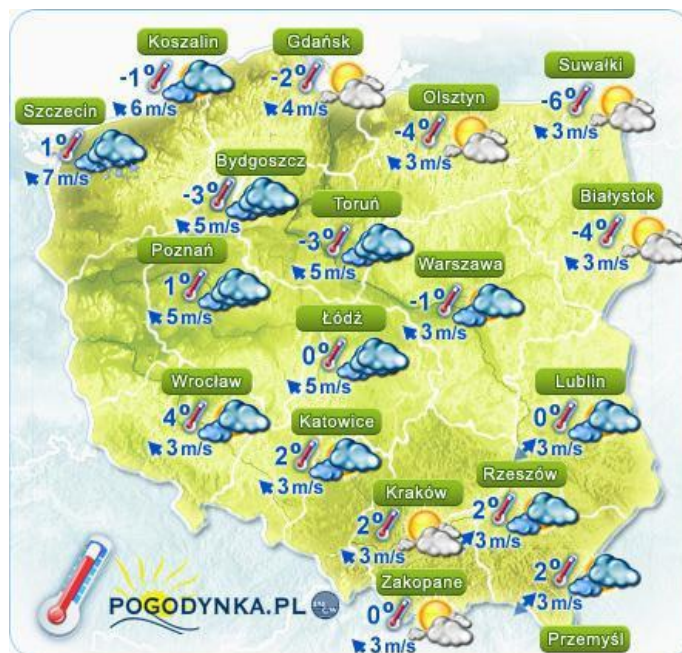 Koszalin
-1°
6 m/s
Gdańsk
-2°
4 m/s
Suwałki
-6°
3 m/s
Olsztyn
-4°
3 m/s
Szczecin
1°
7 m/s
Bydgoszcz
-3°
5 m/s
Toruń
-3°
5 m/s
Białystok
-4°
3 m/s
Poznań
1°
5 m/s
Warszawa
-1°
3 m/s
Łódź
0°
5 m/s
Wrocław
4°
3 m/s
Katowice
2°
3 m/s
Lublin
0°
3 m/s
Rzeszów
2°
3 m/s
Kraków
2°
3 m/s
Zakopane
0°
3 m/s
2°
3 m/s
Przemyśl
POGODYNKA.PL